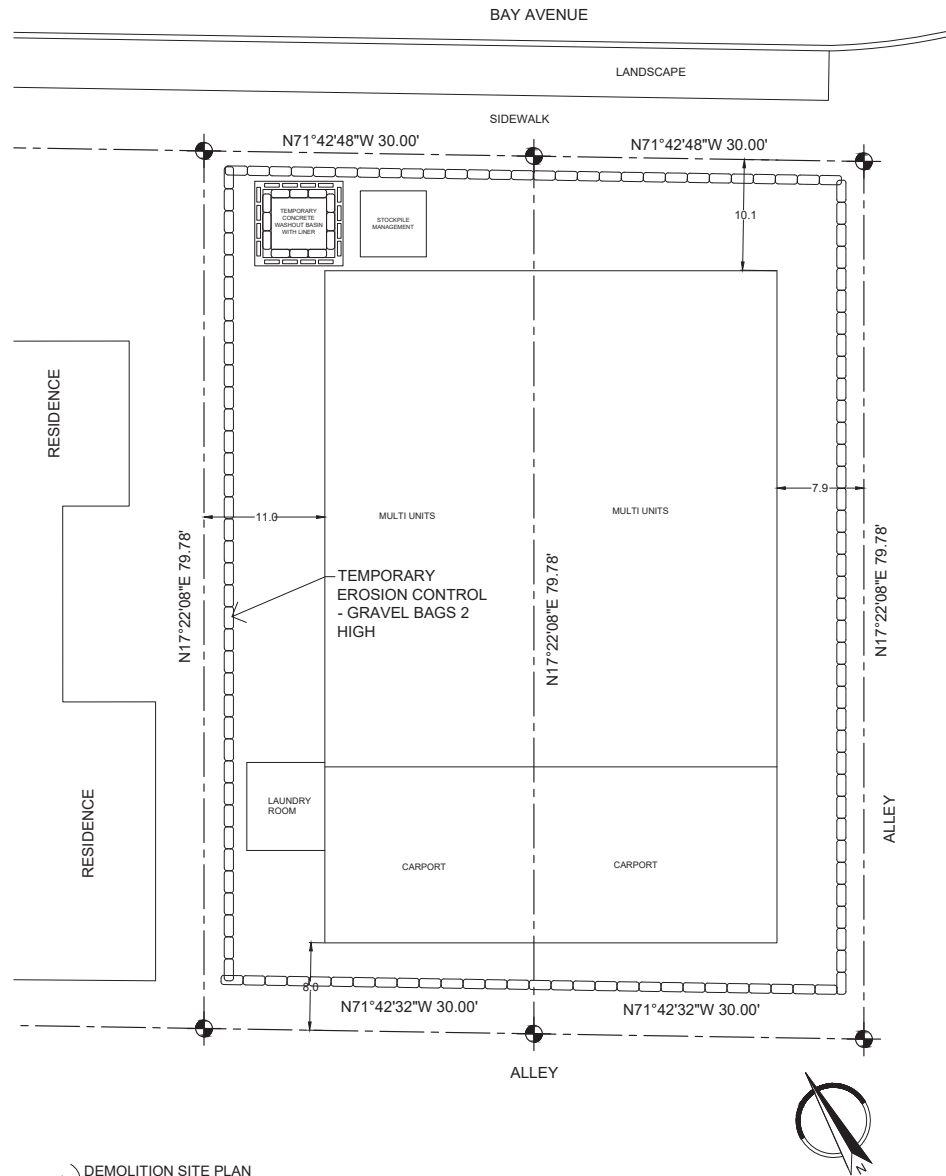 BAY AVENUE
LANDSCAPE
SIDEWALK
N71°42'48"W 30.00'
N71°42'48"W 30.00'
TEMPORARY
CONCRETE
WASHOUT BASIN
WITH LINER
STOCKPILE
MANAGEMENT
10.1
RESIDENCE
11.0
MULTI UNITS
MULTI UNITS
7.9
N17°22'08"E 79.78'
TEMPORARY
EROSION CONTROL
- GRAVEL BAGS 2
HIGH
N17°22'08"E 79.78'
N17°22'08"E 79.78'
RESIDENCE
LAUNDRY
ROOM
CARPORT
CARPORT
ALLEY
8.0
N71°42'32"W 30.00'
N71°42'32"W 30.00'
ALLEY
N
DEMOLITION SITE PLAN